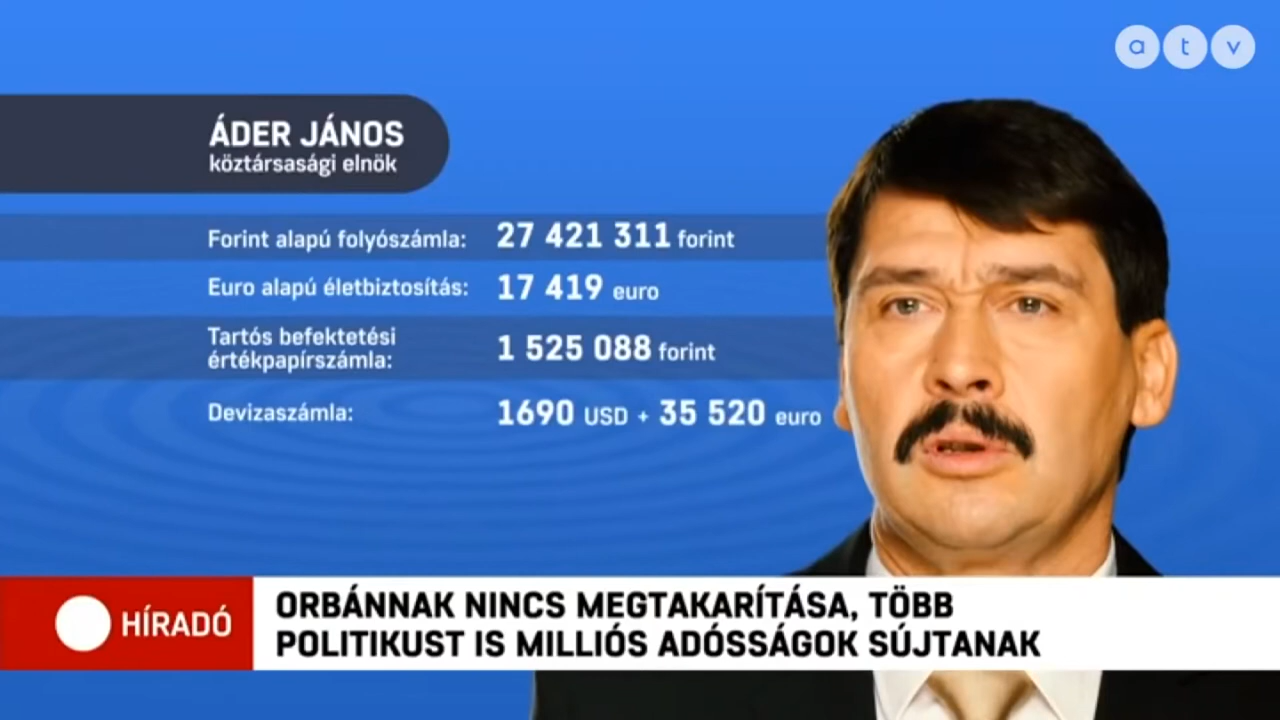 a t v
ÁDER JÁNOS
köztársasági elnök
Forint alapú folyószámla: 27 421 311 forint
Euro alapú életbiztosítás: 17 419 euro
Tartós befektetési
értékpapírszámla: 1 525 088 forint
Devizaszámla: 1690 USD + 35 520 euro
HÍRADÓ
ORBÁNNAK NINCS MEGTAKARÍTÁSA, TÖBB
POLITIKUST IS MILLIÓS ADÓSSÁGOK SÚJTANAK